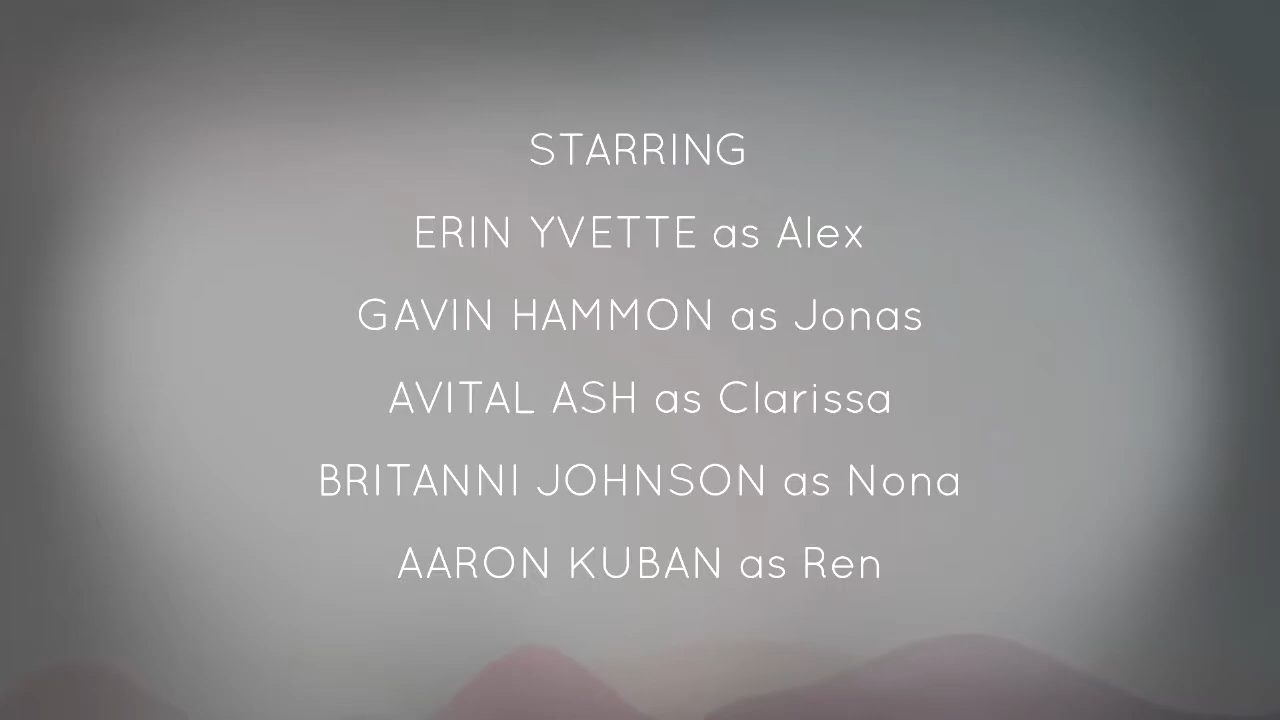 STARRING
ERIN YVETTE as Alex
GAVIN HAMMON as Jonas
AVITAL ASH as Clarissa
BRITANNI JOHNSON as Nona
AARON KUBAN as Ren